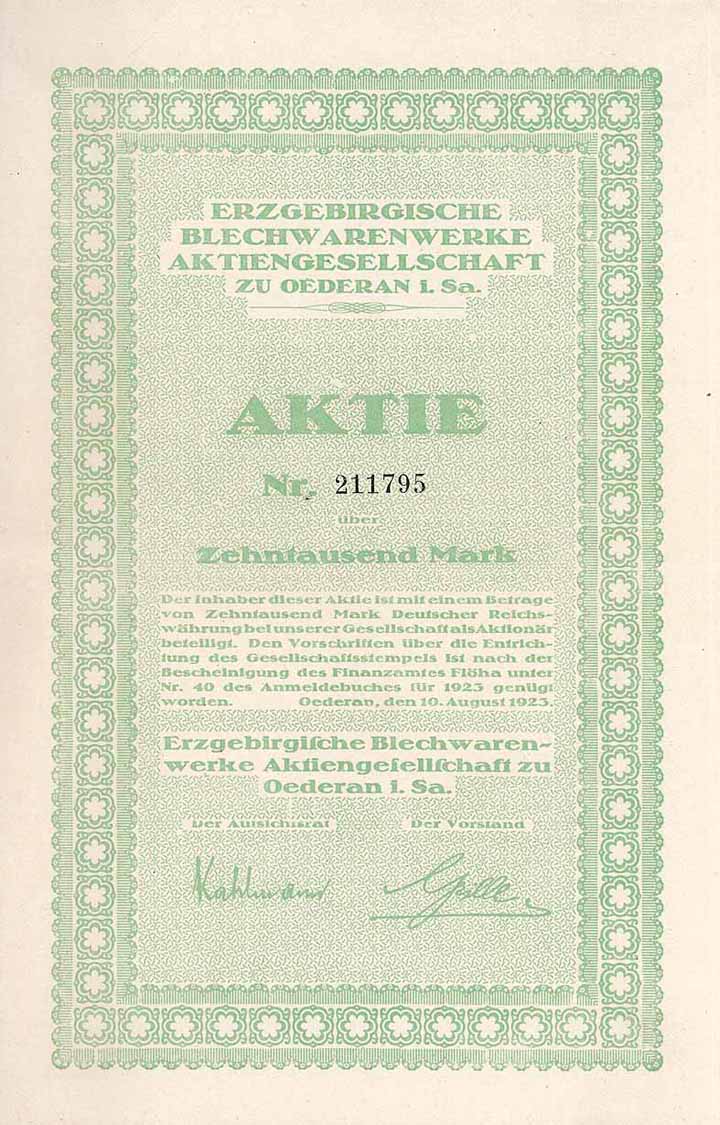 ERZGEBIRGISCHE
BLECHWARENWERKE
AKTIENGESELLSCHAFT
ZU OEDERAN i. Sa.
AKTIE
Nr. 211795
über
Zehntausend Mark
Der Inhaber dieser Aktie ist mit einem Betrage
von Zehntausend Mark Deutscher Reichs-
währung bei unserer Gesellschaft als Aktionär
beteiligt. Den Vorschriften über die Entrich-
tung des Gesellschaftsstempels ist nach der
Bescheinigung des Finanzamtes Flöha unter
Nr. 40 des Anmeldebuches für 1923 genügt
worden. Oederan, den 10. August 1923.
Erzgebirgiſche Blechwaren-
werke Aktiengeſellſchaft zu
Oederan i. Sa.
Der Aufsichtsrat Der Vorstand
Kahlmann